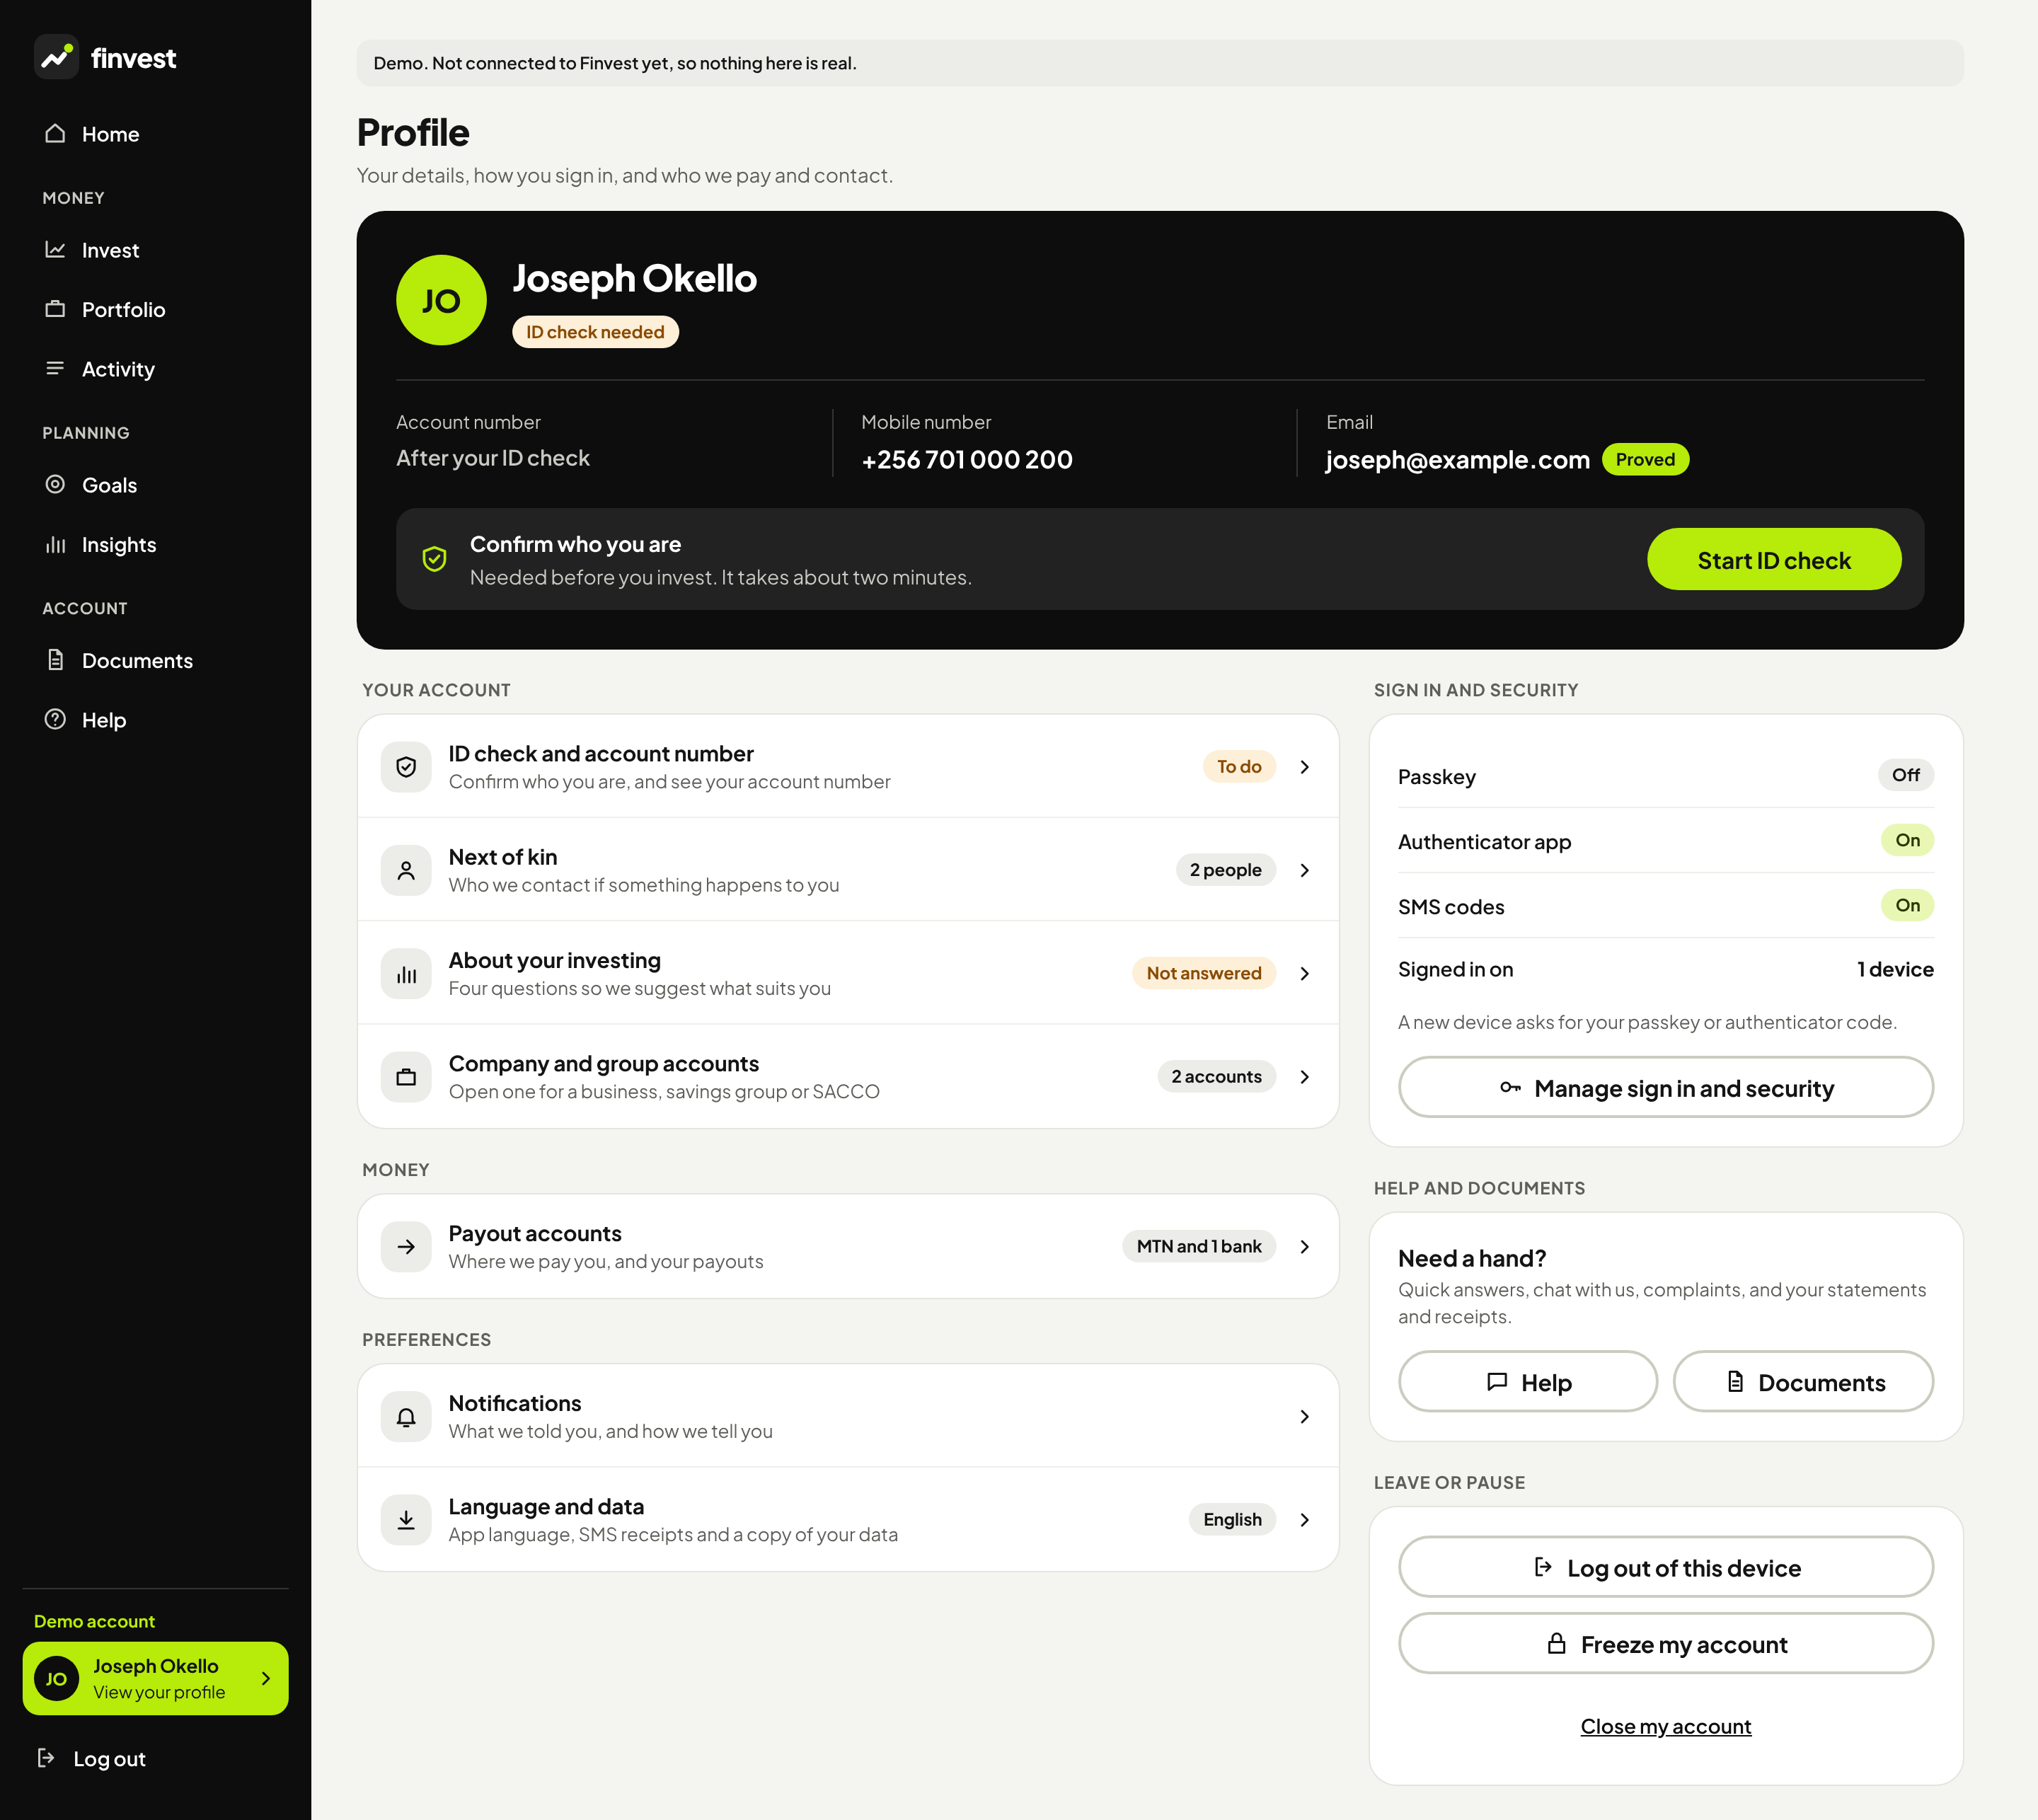 finvest
Home
MONEY
Invest
Portfolio
Activity
PLANNING
Goals
Insights
ACCOUNT
Documents
Help
Demo account
JO
Joseph Okello
View your profile
Log out
Demo. Not connected to Finvest yet, so nothing here is real.
Profile
Your details, how you sign in, and who we pay and contact.
JO
Joseph Okello
ID check needed
Account number
After your ID check
Mobile number
+256 701 000 200
Email
joseph@example.com Proved
Confirm who you are
Needed before you invest. It takes about two minutes.
Start ID check
YOUR ACCOUNT
ID check and account number
Confirm who you are, and see your account number
To do
Next of kin
Who we contact if something happens to you
2 people
About your investing
Four questions so we suggest what suits you
Not answered
Company and group accounts
Open one for a business, savings group or SACCO
2 accounts
MONEY
Payout accounts
Where we pay you, and your payouts
MTN and 1 bank
PREFERENCES
Notifications
What we told you, and how we tell you
Language and data
App language, SMS receipts and a copy of your data
English
SIGN IN AND SECURITY
Passkey Off
Authenticator app On
SMS codes On
Signed in on 1 device
A new device asks for your passkey or authenticator code.
Manage sign in and security
HELP AND DOCUMENTS
Need a hand?
Quick answers, chat with us, complaints, and your statements
and receipts.
Help
Documents
LEAVE OR PAUSE
Log out of this device
Freeze my account
Close my account